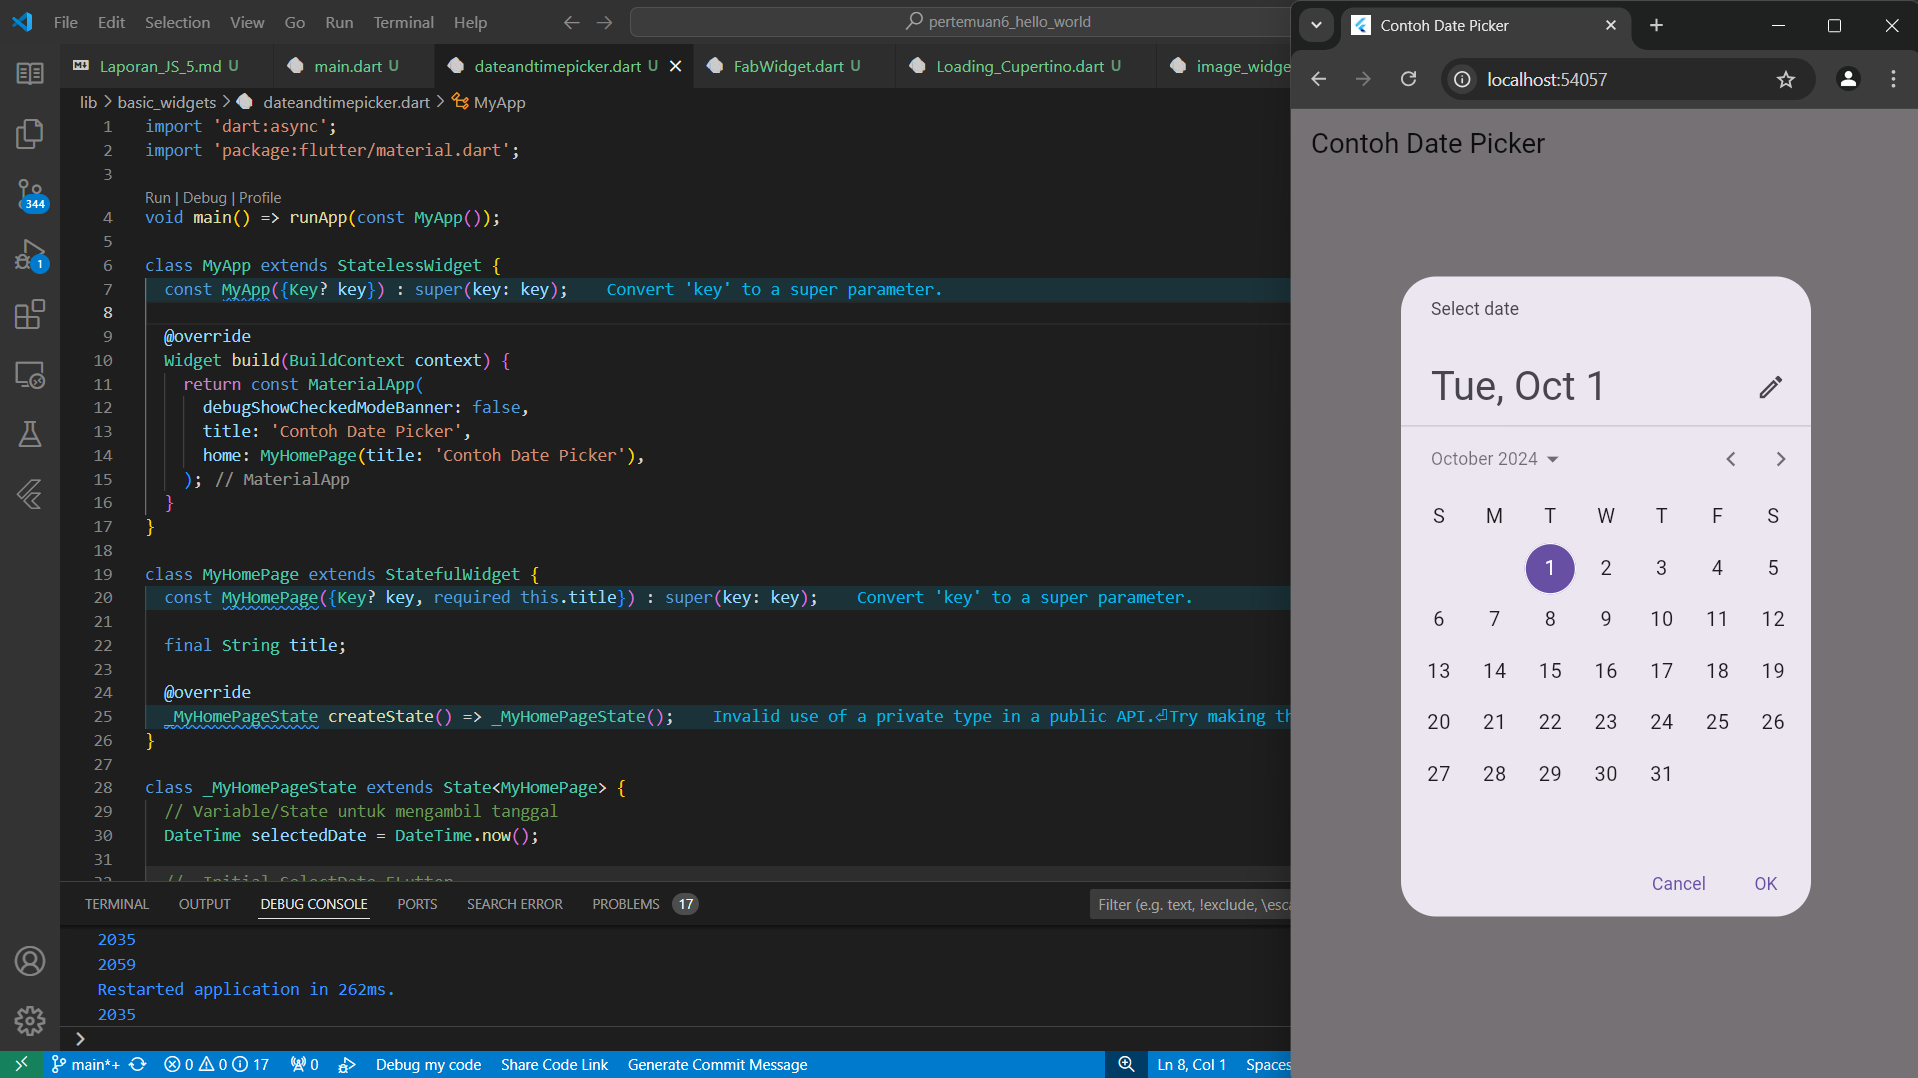 File Edit Selection View Go Run Terminal Help
pertemuan6_hello_world
Laporan_JS_5.md U
main.dart U
dateandtimepicker.dart U
FabWidget.dart U
Loading_Cupertino.dart U
image_widge
lib > basic_widgets > dateandtimepicker.dart > MyApp
344
1
1 import 'dart:async';
2 import 'package:flutter/material.dart';
3
Run | Debug | Profile
4 void main() => runApp(const MyApp());
5
6 class MyApp extends StatelessWidget {
7 const MyApp({Key? key}) : super(key: key); Convert 'key' to a super parameter.
8
9 @override
10 Widget build(BuildContext context) {
11 return const MaterialApp(
12 debugShowCheckedModeBanner: false,
13 title: 'Contoh Date Picker',
14 home: MyHomePage(title: 'Contoh Date Picker'),
15 ); // MaterialApp
16 }
17 }
18
19 class MyHomePage extends StatefulWidget {
20 const MyHomePage({Key? key, required this.title}) : super(key: key); Convert 'key' to a super parameter.
21
22 final String title;
23
24 @override
25 _MyHomePageState createState() => _MyHomePageState(); Invalid use of a private type in a public API.⏎Try making th
26 }
27
28 class _MyHomePageState extends State<MyHomePage> {
29 // Variable/State untuk mengambil tanggal
30 DateTime selectedDate = DateTime.now();
31
32 // Initial SelectDate FLutter
TERMINAL OUTPUT DEBUG CONSOLE PORTS SEARCH ERROR PROBLEMS 17
Filter (e.g. text, !exclude, \esca
2035
2059
Restarted application in 262ms.
2035
>
main*+ 0 0 17 0 Debug my code Share Code Link Generate Commit Message Ln 8, Col 1 Spaces
Contoh Date Picker
localhost:54057
Contoh Date Picker
Select date
Tue, Oct 1
October 2024
S M T W T F S
1 2 3 4 5
6 7 8 9 10 11 12
13 14 15 16 17 18 19
20 21 22 23 24 25 26
27 28 29 30 31
Cancel OK